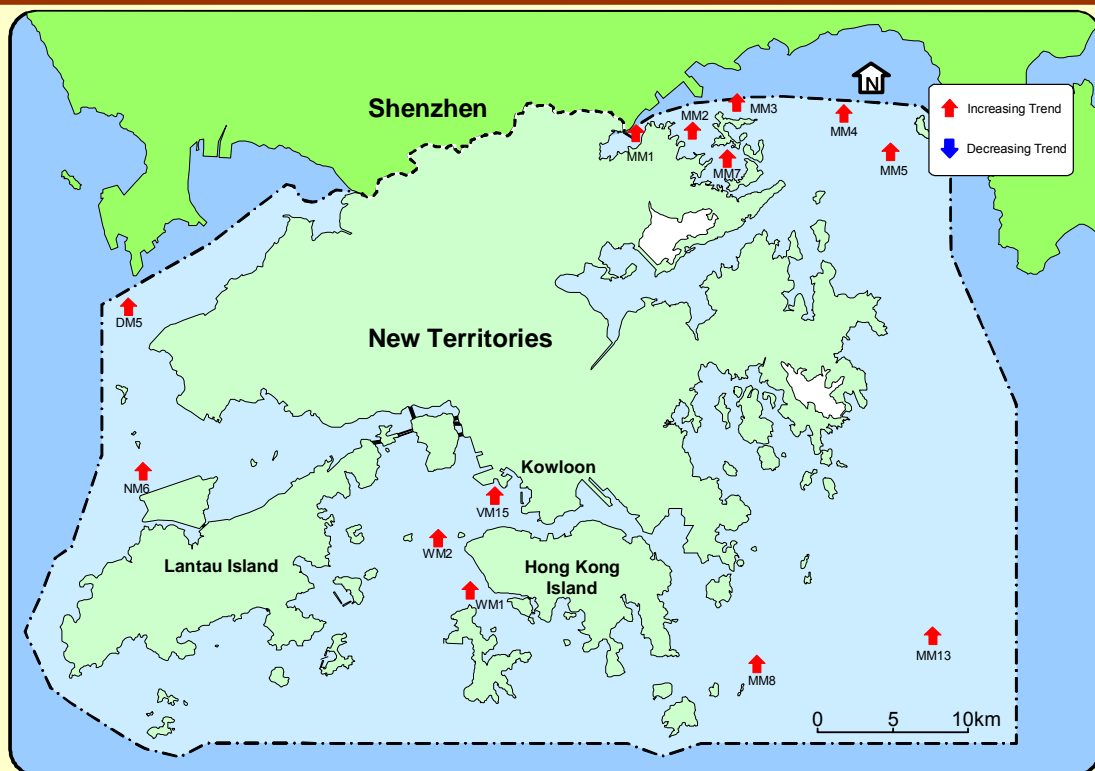 N
Increasing Trend
Decreasing Trend
Shenzhen
MM3
MM2
MM4
MM1
MM7
MM5
DM5
New Territories
Kowloon
NM6
VM15
WM2
Lantau Island
Hong Kong
Island
WM1
MM13
MM8
0 5 10km